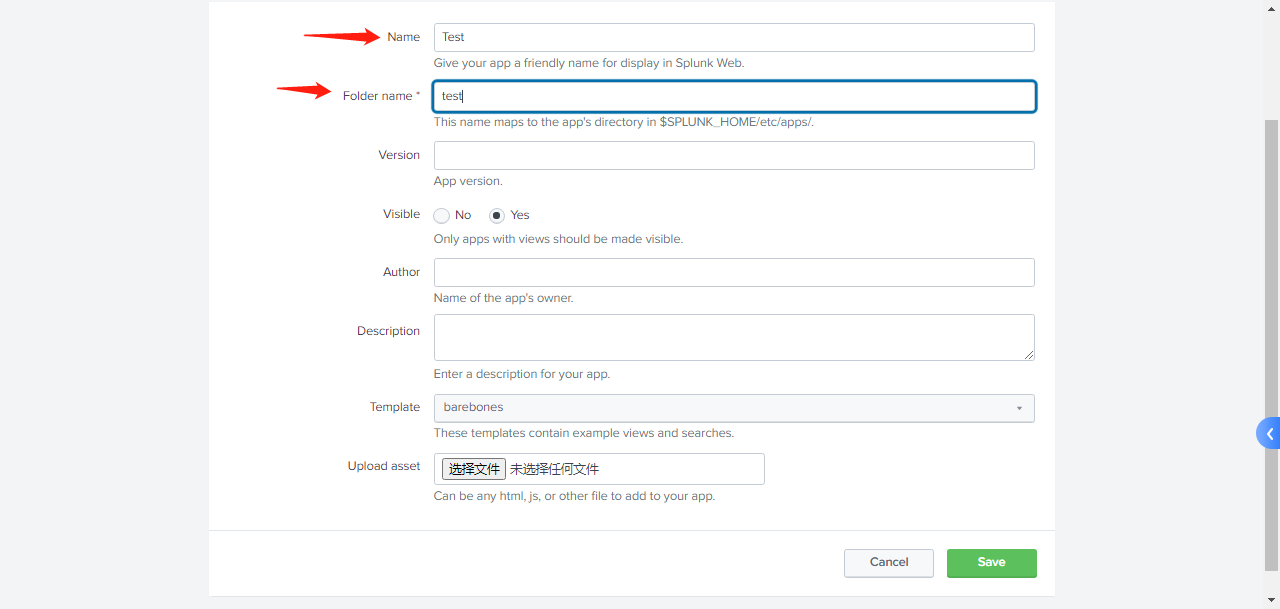 Name Test
Give your app a friendly name for display in Splunk Web.
Folder name * test
This name maps to the app's directory in $SPLUNK_HOME/etc/apps/.
Version
App version.
Visible No Yes
Only apps with views should be made visible.
Author
Name of the app's owner.
Description
Enter a description for your app.
Template barebones
These templates contain example views and searches.
Upload asset 选择文件 未选择任何文件
Can be any html, js, or other file to add to your app.
Cancel Save